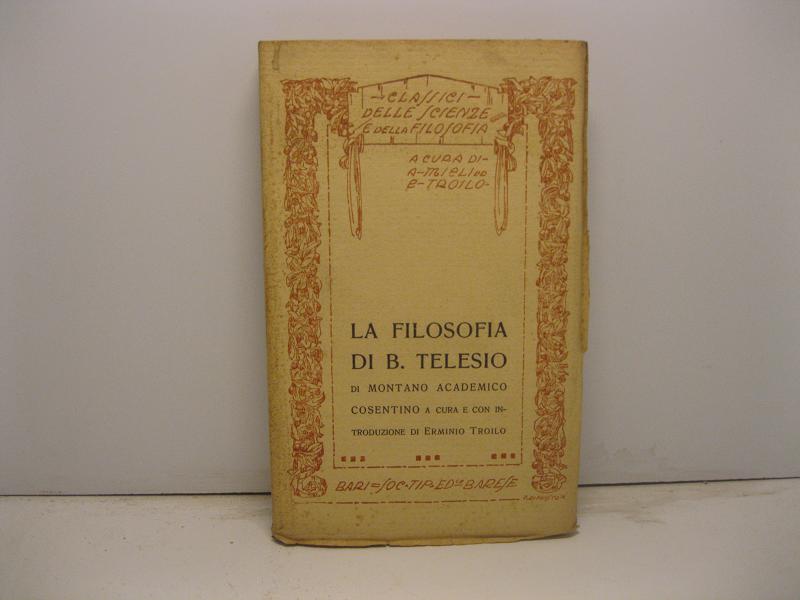 CLASSICI
DELLE SCIENZE
E DELLA FILOSOFIA
A CURA DI
A-MIELI ED
E-TROILO-
LA FILOSOFIA
DI B. TELESIO
DI MONTANO ACADEMICO
COSENTINO A CURA E CON IN-
TRODUZIONE DI ERMINIO TROILO
BARI=SOC·TIP·ED·BARESE